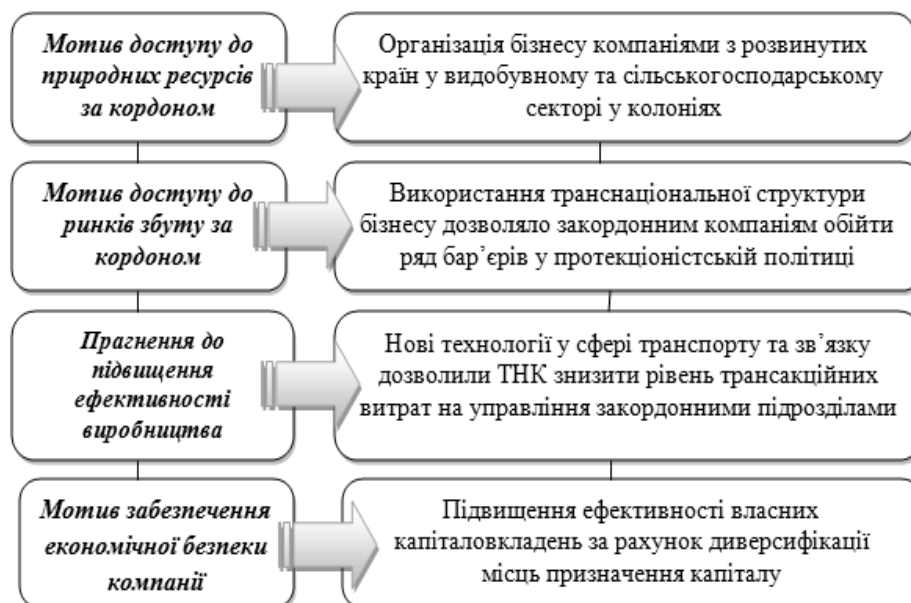 Мотив доступу до
природних ресурсів
за кордоном
Організація бізнесу компаніями з розвинутих
країн у видобувному та сільськогосподарському
секторі у колоніях
Мотив доступу до
ринків збуту за
кордоном
Використання транснаціональної структури
бізнесу дозволяло закордонним компаніям обійти
ряд бар’єрів у протекціоністській політиці
Прагнення до
підвищення
ефективності
виробництва
Нові технології у сфері транспорту та зв’язку
дозволили ТНК знизити рівень трансакційних
витрат на управління закордонними підрозділами
Мотив забезпечення
економічної безпеки
компанії
Підвищення ефективності власних
капіталовкладень за рахунок диверсифікації
місць призначення капіталу